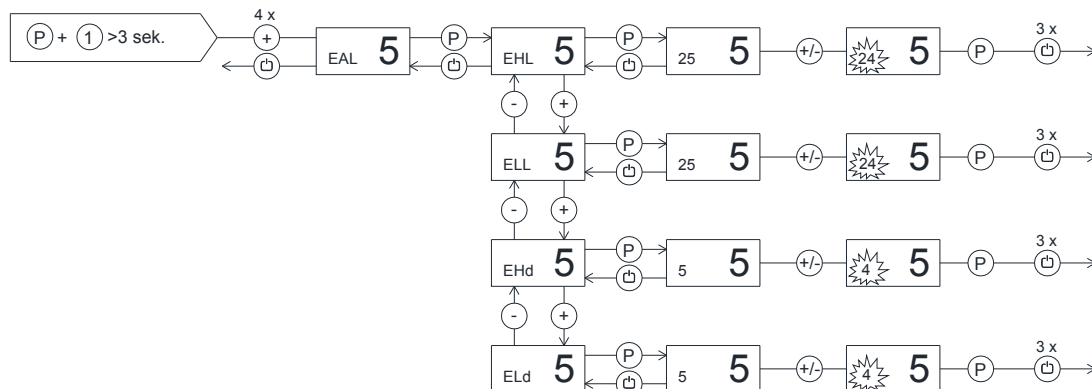 4 x
P + 1 >3 sek. + EAL 5 P EHL 5 P 25 5 +/- 24 5 P 3 x
- +
ELL 5 P 25 5 +/- 24 5 P 3 x
- +
EHd 5 P 5 5 +/- 4 5 P 3 x
- +
ELd 5 P 5 5 +/- 4 5 P 3 x